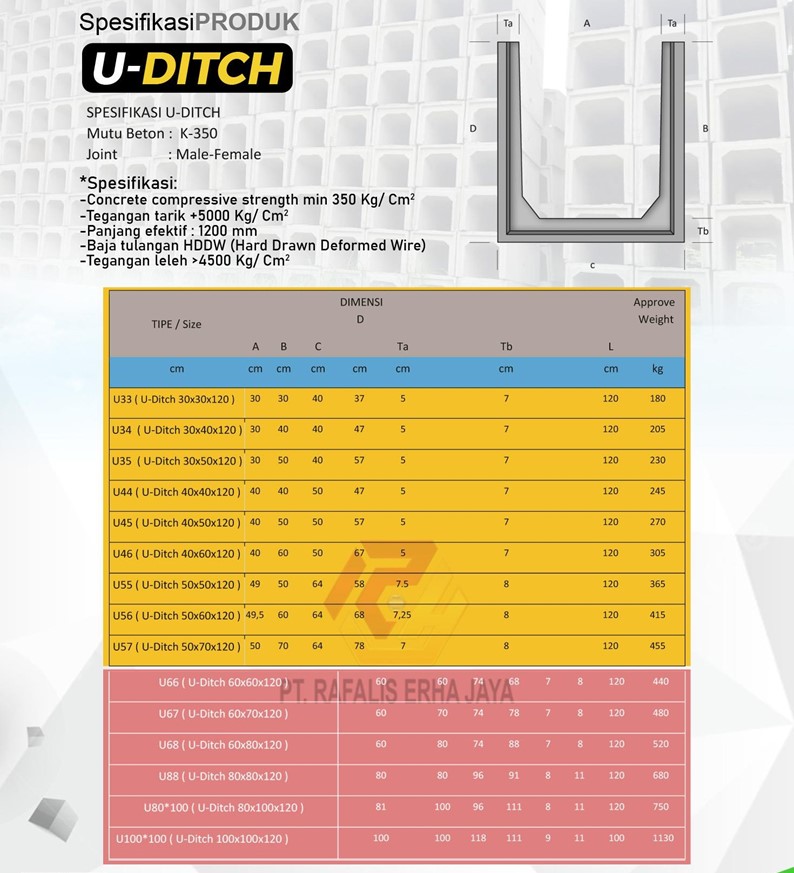 SpesifikasiPRODUK
U-DITCH
SPESIFIKASI U-DITCH
Mutu Beton : K-350
Joint : Male-Female
*Spesifikasi:
-Concrete compressive strength min 350 Kg/ Cm²
-Tegangan tarik +5000 Kg/ Cm²
-Panjang efektif : 1200 mm
-Baja tulangan HDDW (Hard Drawn Deformed Wire)
-Tegangan leleh >4500 Kg/ Cm²
Ta A Ta
D B
Tb
c
DIMENSI Approve
TIPE / Size D Weight
A B C Ta Tb L
cm cm cm cm cm cm cm cm kg
U33 ( U-Ditch 30x30x120 ) 30 30 40 37 5 7 120 180
U34 ( U-Ditch 30x40x120 ) 30 40 40 47 5 7 120 205
U35 ( U-Ditch 30x50x120 ) 30 50 40 57 5 7 120 230
U44 ( U-Ditch 40x40x120 ) 40 40 50 47 5 7 120 245
U45 ( U-Ditch 40x50x120 ) 40 50 50 57 5 7 120 270
U46 ( U-Ditch 40x60x120 ) 40 60 50 67 5 7 120 305
U55 ( U-Ditch 50x50x120 ) 49 50 64 58 7.5 8 120 365
U56 ( U-Ditch 50x60x120 ) 49,5 60 64 68 7,25 8 120 415
U57 ( U-Ditch 50x70x120 ) 50 70 64 78 7 8 120 455
U66 ( U-Ditch 60x60x120 ) 60 60 74 68 7 8 120 440
PT. RAFALIS ERHA JAYA
U67 ( U-Ditch 60x70x120 ) 60 70 74 78 7 8 120 480
U68 ( U-Ditch 60x80x120 ) 60 80 74 88 7 8 120 520
U88 ( U-Ditch 80x80x120 ) 80 80 96 91 8 11 120 680
U80*100 ( U-Ditch 80x100x120 ) 81 100 96 111 8 11 120 750
U100*100 ( U-Ditch 100x100x120 ) 100 100 118 111 9 11 100 1130